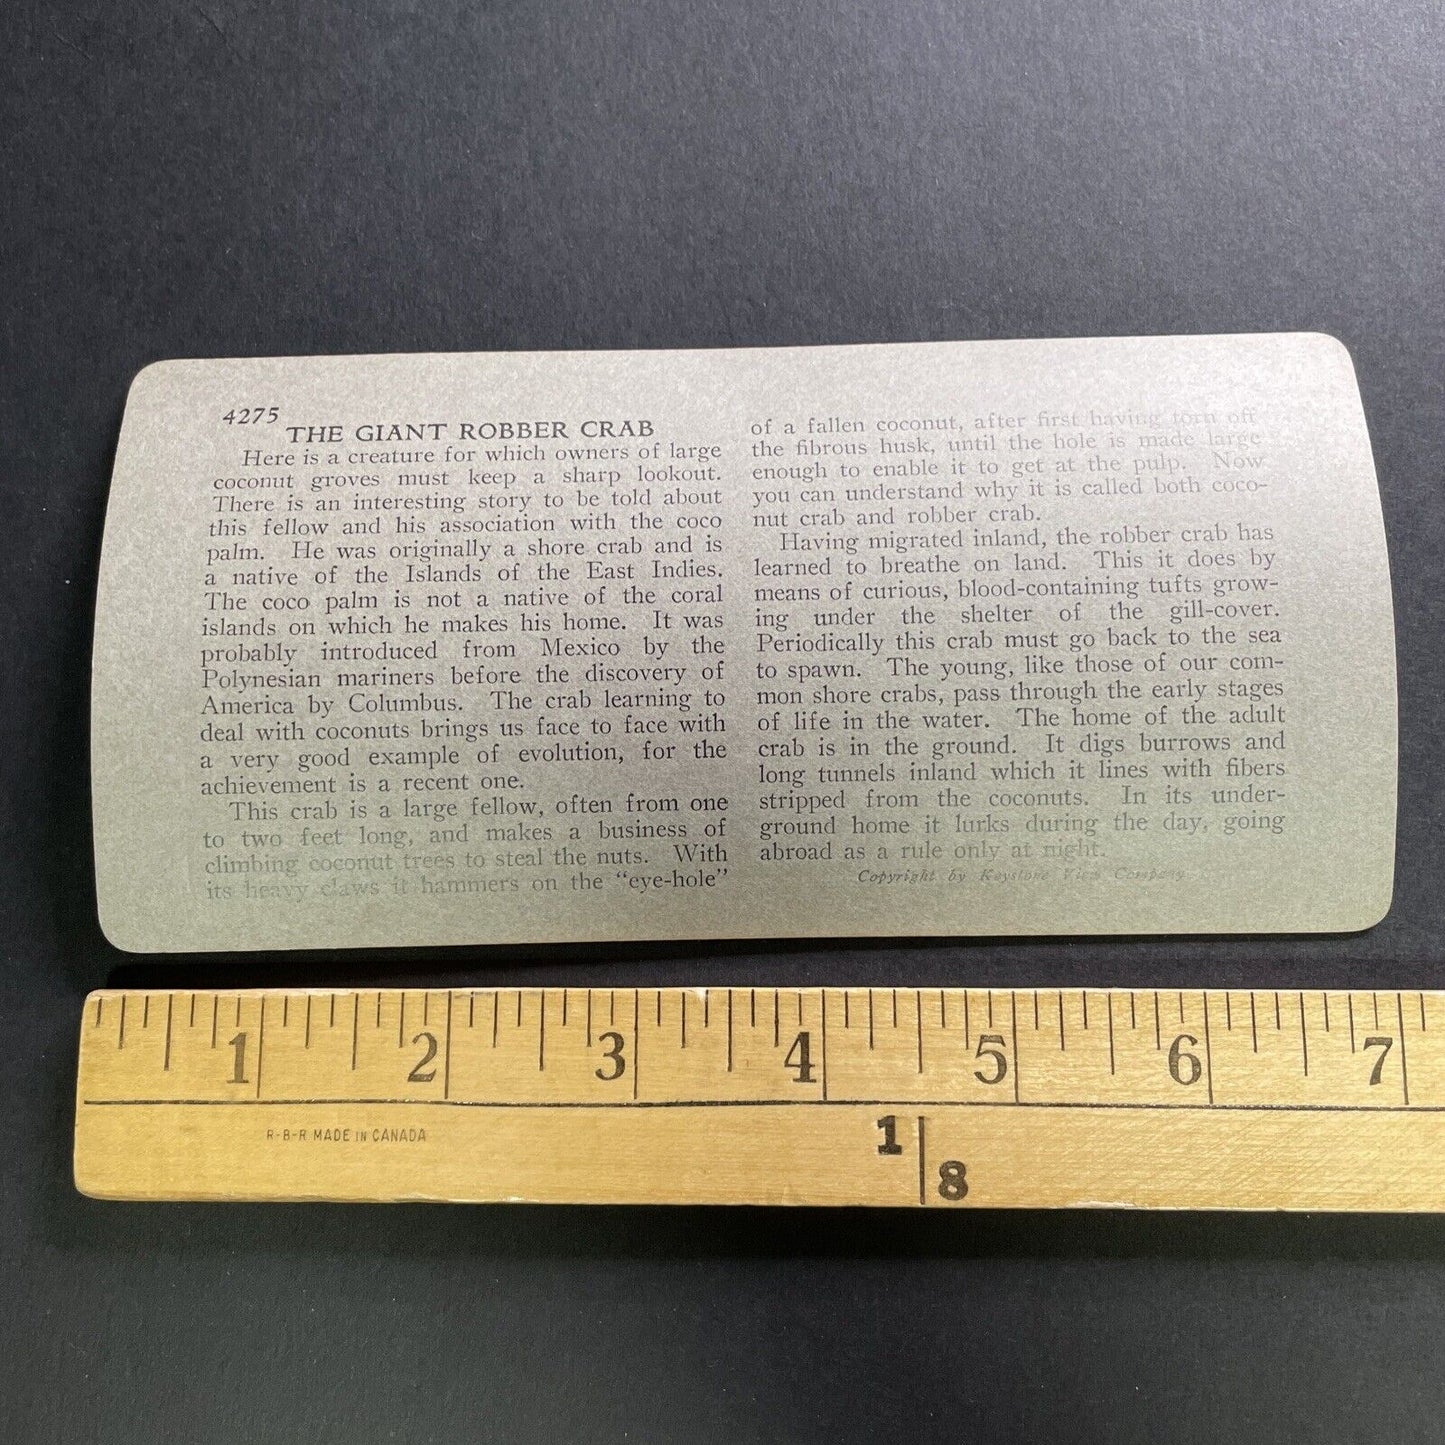 4275
THE GIANT ROBBER CRAB
Here is a creature for which owners of large
coconut groves must keep a sharp lookout.
There is an interesting story to be told about
this fellow and his association with the coco
palm. He was originally a shore crab and is
a native of the Islands of the East Indies.
The coco palm is not a native of the coral
islands on which he makes his home. It was
probably introduced from Mexico by the
Polynesian mariners before the discovery of
America by Columbus. The crab learning to
deal with coconuts brings us face to face with
a very good example of evolution, for the
achievement is a recent one.
This crab is a large fellow, often from one
to two feet long, and makes a business of
climbing coconut trees to steal the nuts. With
its heavy claws it hammers on the "eye-hole"
of a fallen coconut, after first having torn off
the fibrous husk, until the hole is made large
enough to enable it to get at the pulp. Now
you can understand why it is called both coco-
nut crab and robber crab.
Having migrated inland, the robber crab has
learned to breathe on land. This it does by
means of curious, blood-containing tufts grow-
ing under the shelter of the gill-cover.
Periodically this crab must go back to the sea
to spawn. The young, like those of our com-
mon shore crabs, pass through the early stages
of life in the water. The home of the adult
crab is in the ground. It digs burrows and
long tunnels inland which it lines with fibers
stripped from the coconuts. In its under-
ground home it lurks during the day, going
abroad as a rule only at night.
Copyright by Keystone View Company
1 2 3 4 5 6 7
R-B-R MADE IN CANADA
1
8